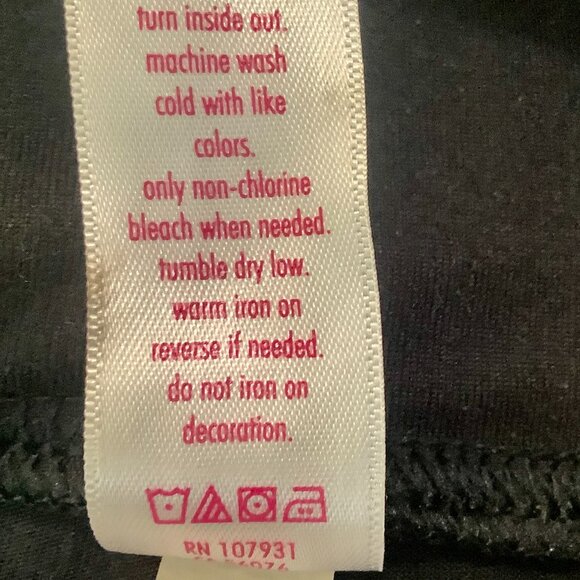 turn inside out.
machine wash
cold with like
colors.
only non-chlorine
bleach when needed.
tumble dry low.
warm iron on
reverse if needed.
do not iron on
decoration.
RN 107931